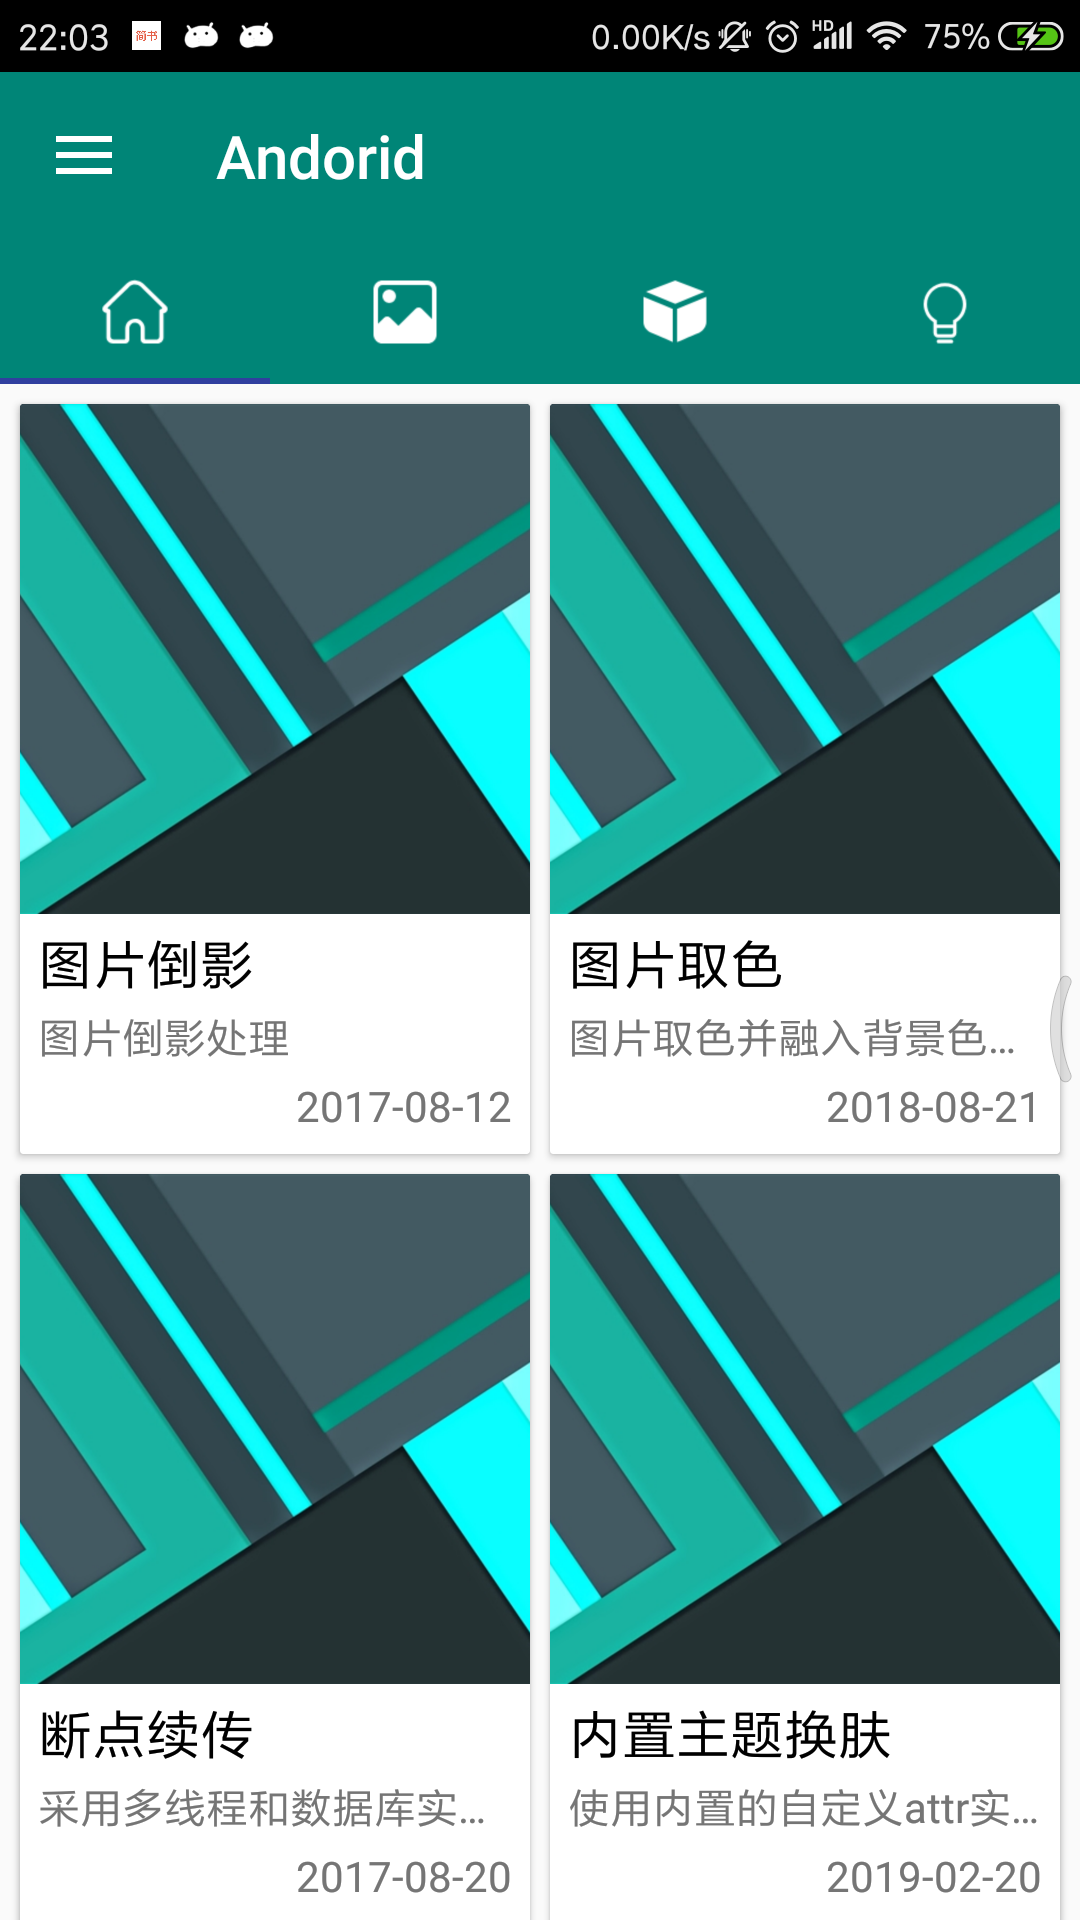 22:03 简书 0.00K/s HD 75%
Andorid
图片倒影
图片倒影处理
2017-08-12
图片取色
图片取色并融入背景色...
2018-08-21
断点续传
采用多线程和数据库实...
2017-08-20
内置主题换肤
使用内置的自定义attr实...
2019-02-20